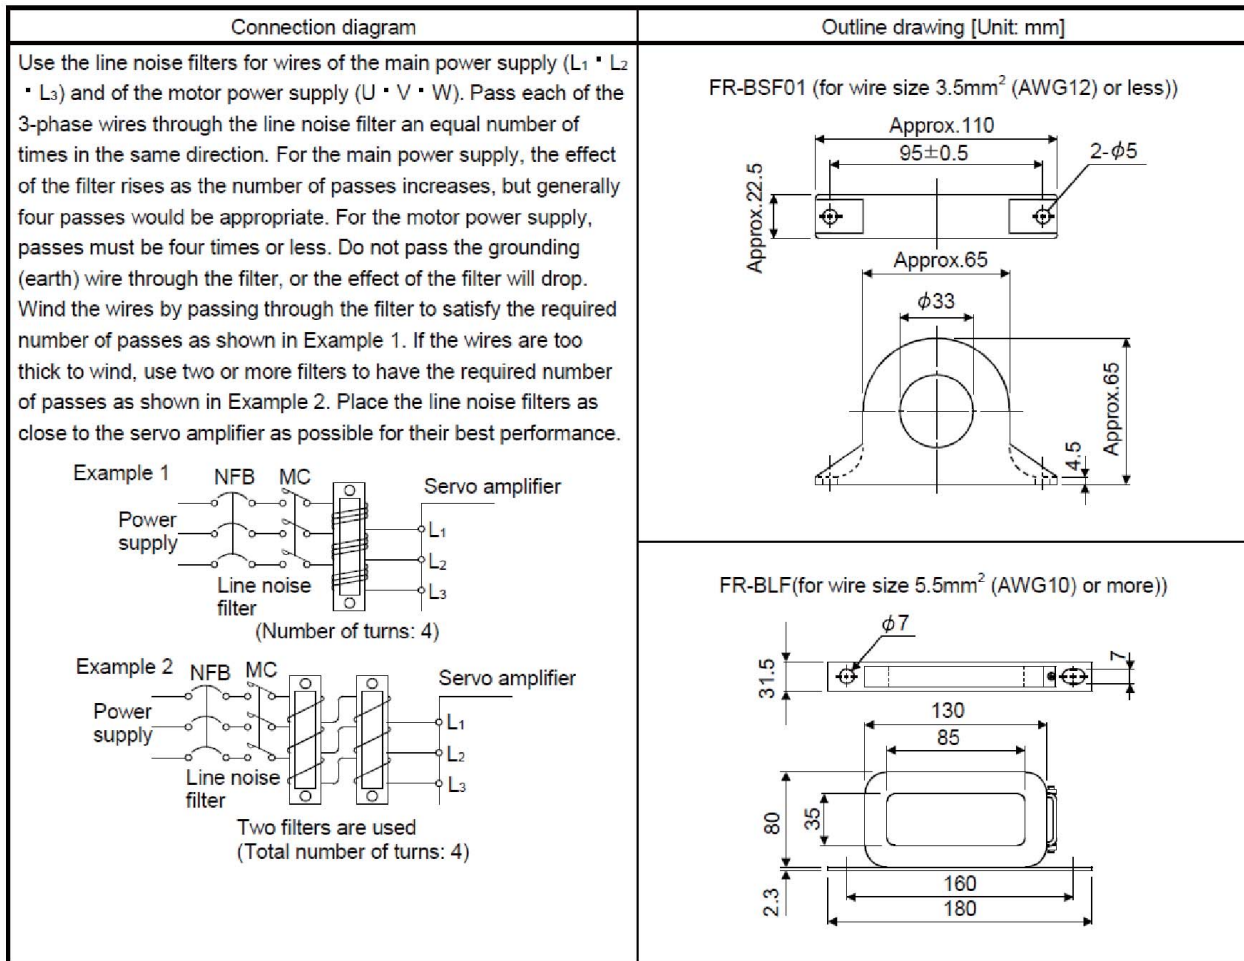 Connection diagram
Use the line noise filters for wires of the main power supply (L₁・L₂
・L₃) and of the motor power supply (U・V・W). Pass each of the
3-phase wires through the line noise filter an equal number of
times in the same direction. For the main power supply, the effect
of the filter rises as the number of passes increases, but generally
four passes would be appropriate. For the motor power supply,
passes must be four times or less. Do not pass the grounding
(earth) wire through the filter, or the effect of the filter will drop.
Wind the wires by passing through the filter to satisfy the required
number of passes as shown in Example 1. If the wires are too
thick to wind, use two or more filters to have the required number
of passes as shown in Example 2. Place the line noise filters as
close to the servo amplifier as possible for their best performance.
Example 1
NFB
MC
Servo amplifier
Power
supply
L₁
L₂
L₃
Line noise
filter
(Number of turns: 4)
Example 2
NFB
MC
Servo amplifier
Power
supply
L₁
L₂
L₃
Line noise
filter
Two filters are used
(Total number of turns: 4)
Outline drawing [Unit: mm]
FR-BSF01 (for wire size 3.5mm² (AWG12) or less))
Approx.110
95±0.5
2-ϕ5
Approx.22.5
Approx.65
ϕ33
Approx.65
4.5
FR-BLF(for wire size 5.5mm² (AWG10) or more))
ϕ7
31.5
7
130
85
80
35
2.3
160
180